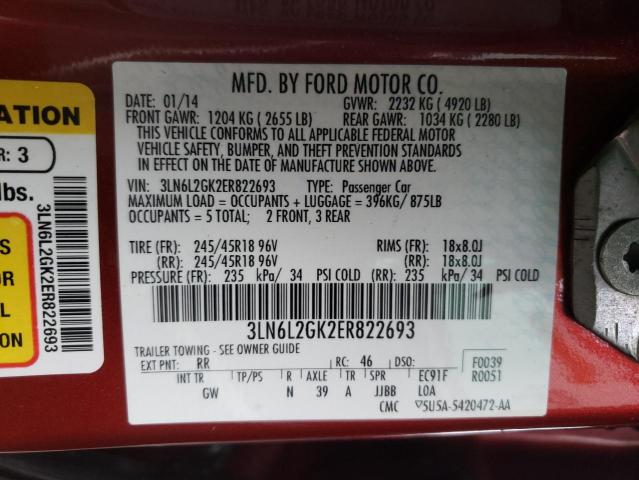 MFD. BY FORD MOTOR CO.
DATE: 01/14 GVWR: 2232 KG ( 4920 LB)
FRONT GAWR: 1204 KG ( 2655 LB) REAR GAWR: 1034 KG ( 2280 LB)
THIS VEHICLE CONFORMS TO ALL APPLICABLE FEDERAL MOTOR
VEHICLE SAFETY, BUMPER, AND THEFT PREVENTION STANDARDS
IN EFFECT ON THE DATE OF MANUFACTURE SHOWN ABOVE.
VIN: 3LN6L2GK2ER822693 TYPE: Passenger Car
MAXIMUM LOAD = OCCUPANTS + LUGGAGE = 396KG/ 875LB
OCCUPANTS = 5 TOTAL; 2 FRONT, 3 REAR
TIRE (FR): 245/45R18 96V RIMS (FR): 18x8.0J
(RR): 245/45R18 96V (RR): 18x8.0J
PRESSURE (FR): 235 kPa/ 34 PSI COLD (RR): 235 kPa/ 34 PSI COLD
3LN6L2GK2ER822693
TRAILER TOWING - SEE OWNER GUIDE
EXT PNT: RR RC: 46 DSO: F0039
INT TR TP/PS R AXLE TR SPR EC91F R0051
GW N 39 A JJBB LOA
CMC 5U5A-5420472-AA
ATION
R: 3
lbs.
S
OR
L
S
3LN6L2GK2ER822693